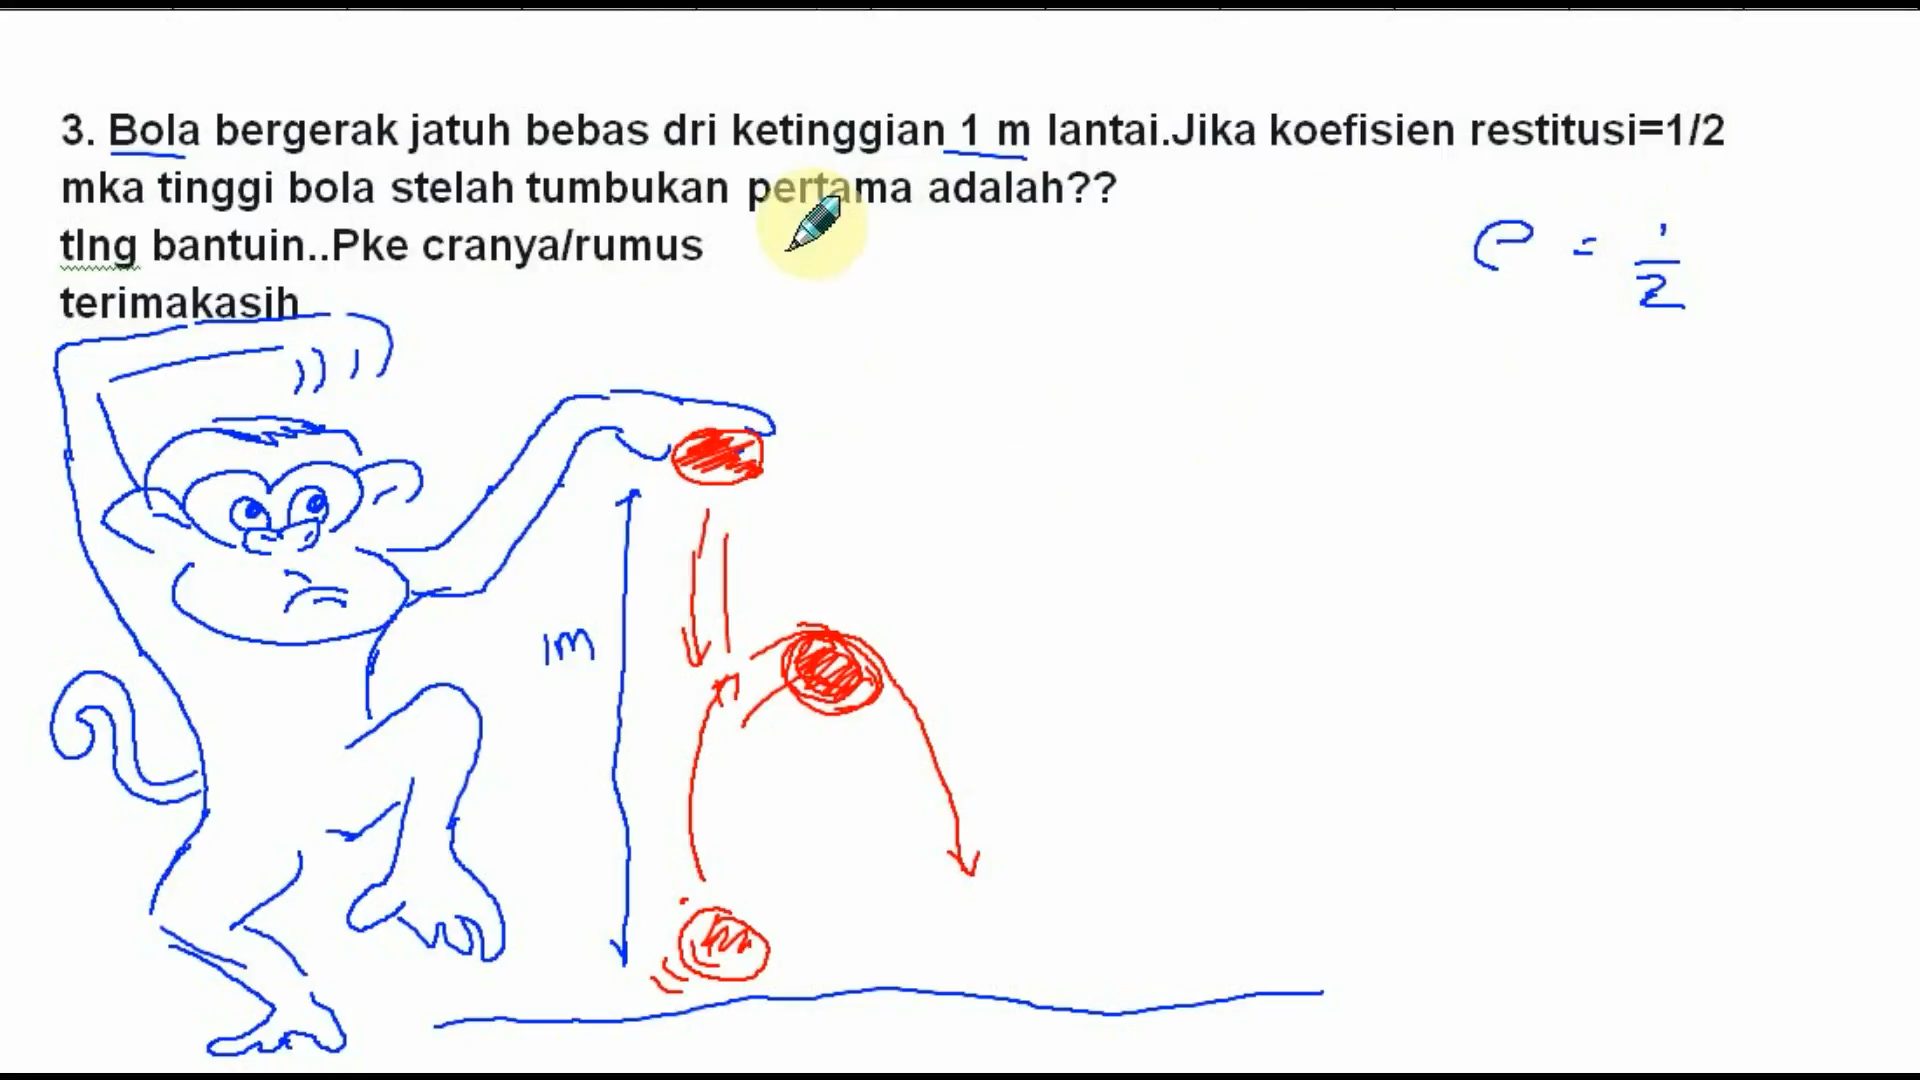 3. Bola bergerak jatuh bebas dri ketinggian 1 m lantai.Jika koefisien restitusi=1/2
mka tinggi bola stelah tumbukan pertama adalah??
tlng bantuin..Pke cranya/rumus
terimakasih
e = 1/2
1m